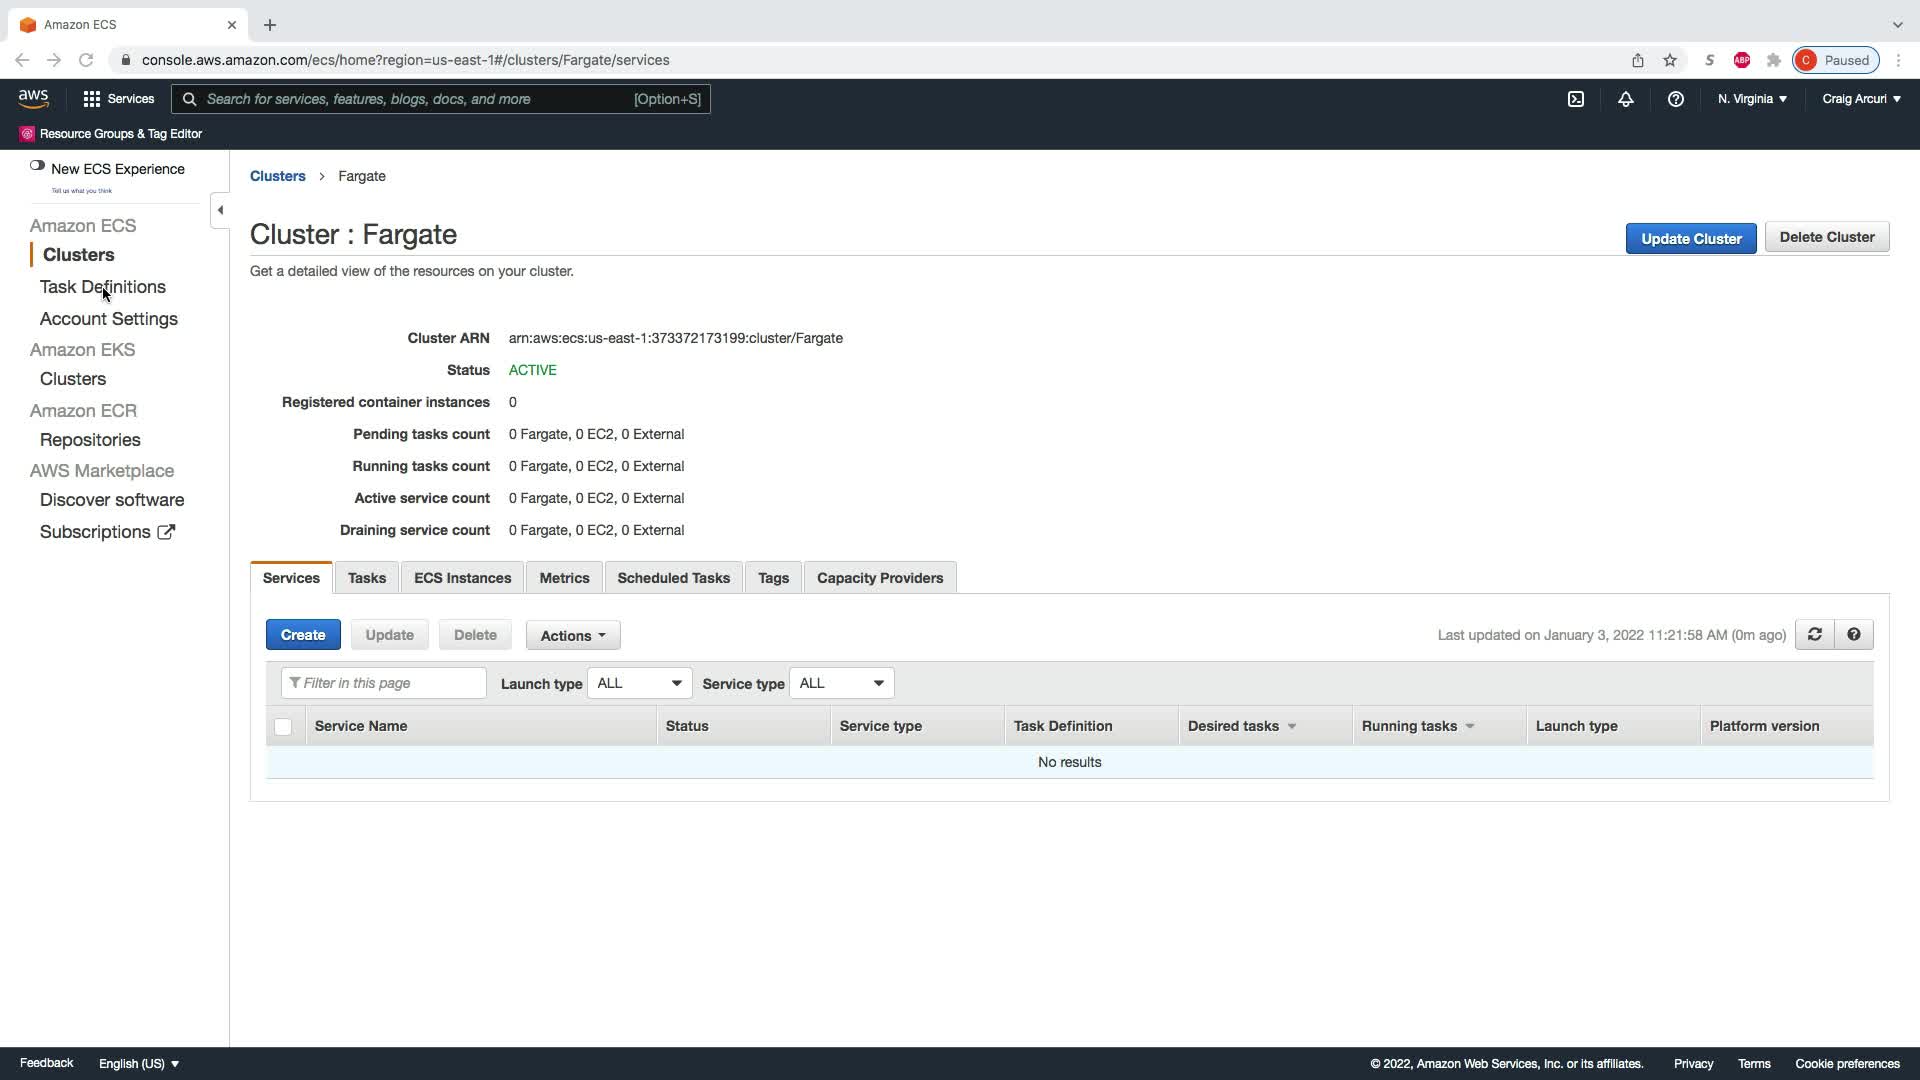 Amazon ECS
console.aws.amazon.com/ecs/home?region=us-east-1#/clusters/Fargate/services
S
ABP
C
Paused
aws
Services
Search for services, features, blogs, docs, and more
[Option+S]
N. Virginia
Craig Arcuri
Resource Groups & Tag Editor
New ECS Experience
Tell us what you think
Amazon ECS
Clusters
Task Definitions
Account Settings
Amazon EKS
Clusters
Amazon ECR
Repositories
AWS Marketplace
Discover software
Subscriptions
Clusters > Fargate
Cluster : Fargate
Update Cluster
Delete Cluster
Get a detailed view of the resources on your cluster.
Cluster ARN arn:aws:ecs:us-east-1:373372173199:cluster/Fargate
Status ACTIVE
Registered container instances 0
Pending tasks count 0 Fargate, 0 EC2, 0 External
Running tasks count 0 Fargate, 0 EC2, 0 External
Active service count 0 Fargate, 0 EC2, 0 External
Draining service count 0 Fargate, 0 EC2, 0 External
Services Tasks ECS Instances Metrics Scheduled Tasks Tags Capacity Providers
Create Update Delete Actions
Last updated on January 3, 2022 11:21:58 AM (0m ago)
Filter in this page Launch type ALL Service type ALL
Service Name Status Service type Task Definition Desired tasks Running tasks Launch type Platform version
No results
Feedback English (US)
© 2022, Amazon Web Services, Inc. or its affiliates. Privacy Terms Cookie preferences